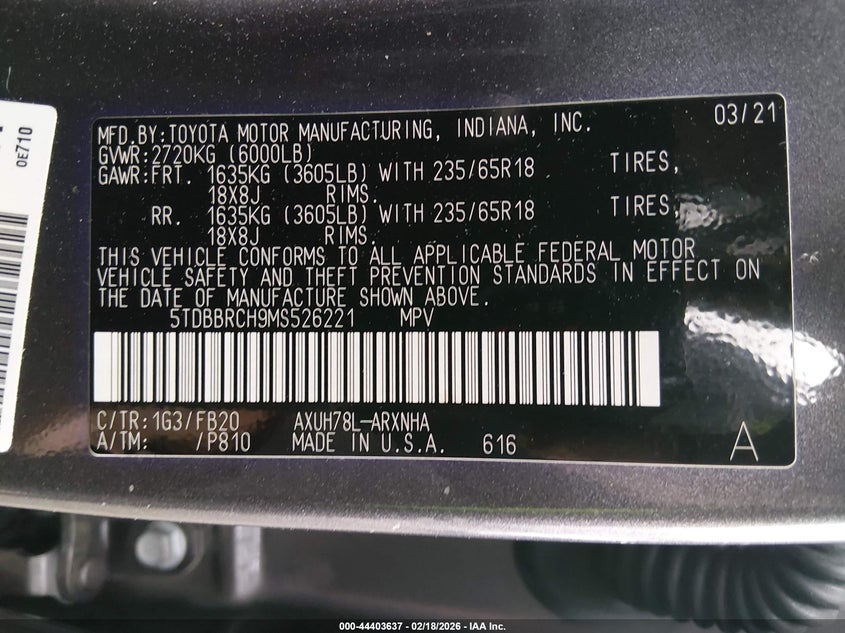 0E710
03/21
MFD.BY:TOYOTA MOTOR MANUFACTURING, INDIANA, INC.
GVWR:2720KG (6000LB)
GAWR:FRT. 1635KG (3605LB) WITH 235/65R18 TIRES,
18X8J RIMS.
RR. 1635KG (3605LB) WITH 235/65R18 TIRES,
18X8J RIMS.
THIS VEHICLE CONFORMS TO ALL APPLICABLE FEDERAL MOTOR
VEHICLE SAFETY AND THEFT PREVENTION STANDARDS IN EFFECT ON
THE DATE OF MANUFACTURE SHOWN ABOVE.
5TDBBRCH9MS526221 MPV
C/TR:1G3/FB20 AXUH78L-ARXNHA
A/TM: /P810 MADE IN U.S.A. 616 A
000-44403637 - 02/18/2026 - IAA Inc.